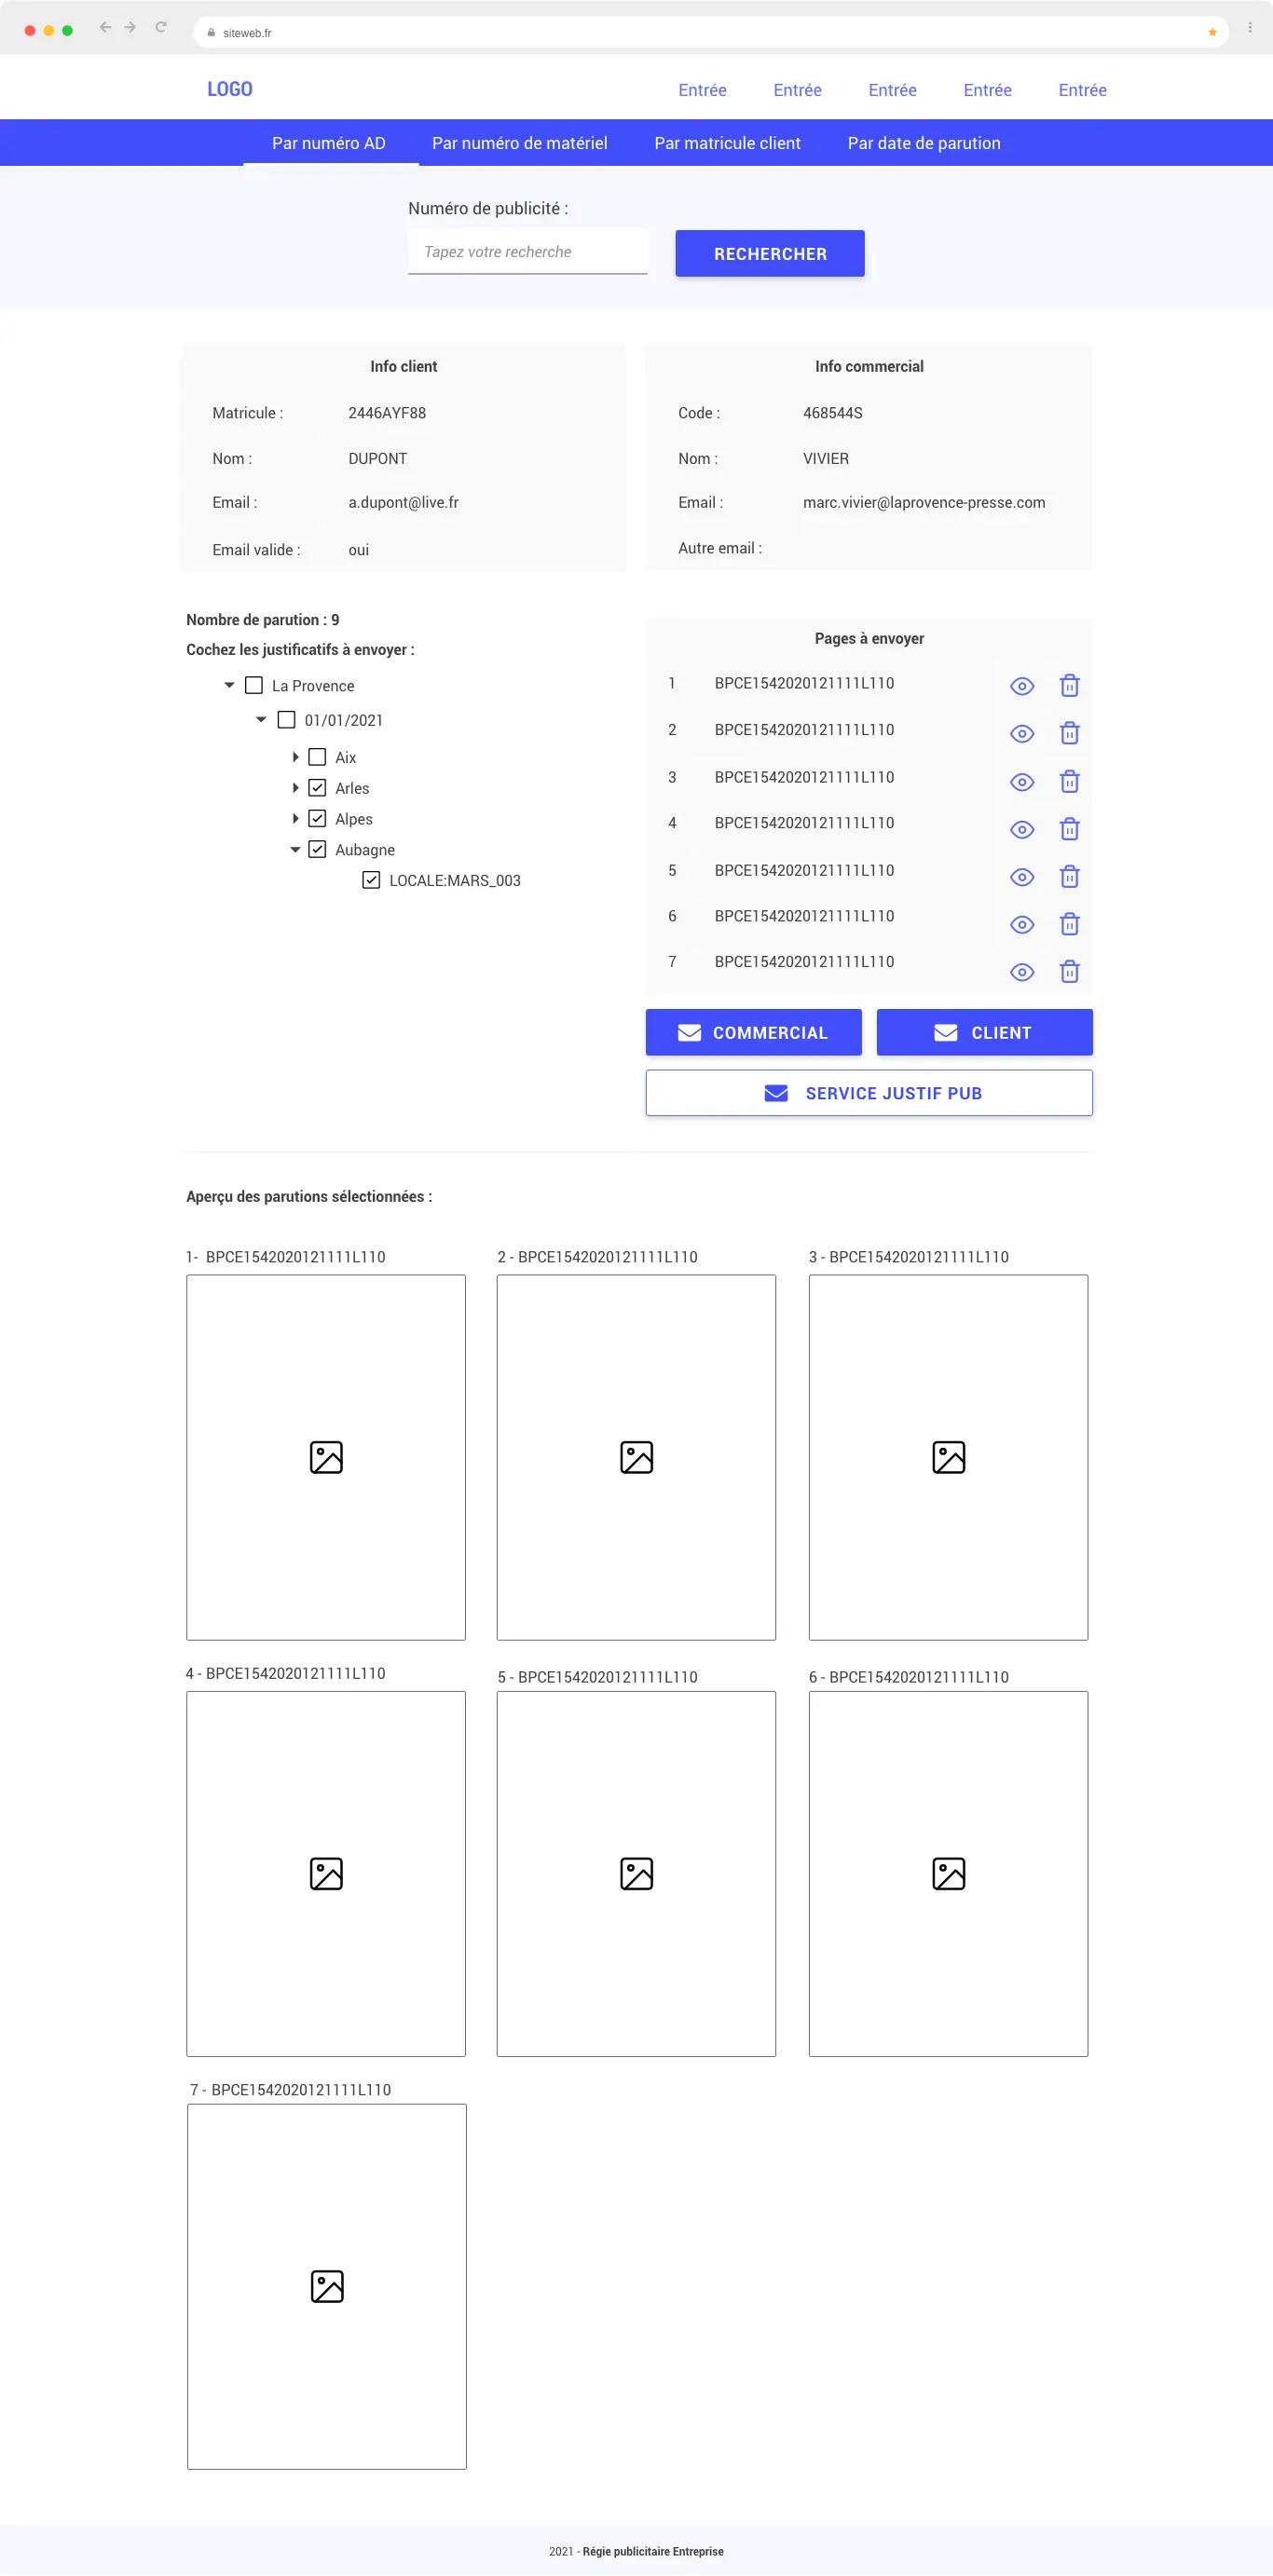 siteweb.fr
LOGO Entrée Entrée Entrée Entrée Entrée
Par numéro AD Par numéro de matériel Par matricule client Par date de parution
Numéro de publicité :
Tapez votre recherche RECHERCHER
Info client
Matricule : 2446AYF88
Nom : DUPONT
Email : a.dupont@live.fr
Email valide : oui
Info commercial
Code : 468544S
Nom : VIVIER
Email : marc.vivier@laprovence-presse.com
Autre email :
Nombre de parution : 9
Cochez les justificatifs à envoyer :
La Provence
01/01/2021
Aix
Arles
Alpes
Aubagne
LOCALE:MARS_003
Pages à envoyer
1 BPCE1542020121111L110
2 BPCE1542020121111L110
3 BPCE1542020121111L110
4 BPCE1542020121111L110
5 BPCE1542020121111L110
6 BPCE1542020121111L110
7 BPCE1542020121111L110
COMMERCIAL CLIENT
SERVICE JUSTIF PUB
Aperçu des parutions sélectionnées :
1- BPCE1542020121111L110 2 - BPCE1542020121111L110 3 - BPCE1542020121111L110
4 - BPCE1542020121111L110 5 - BPCE1542020121111L110 6 - BPCE1542020121111L110
7 - BPCE1542020121111L110
2021 - Régie publicitaire Entreprise